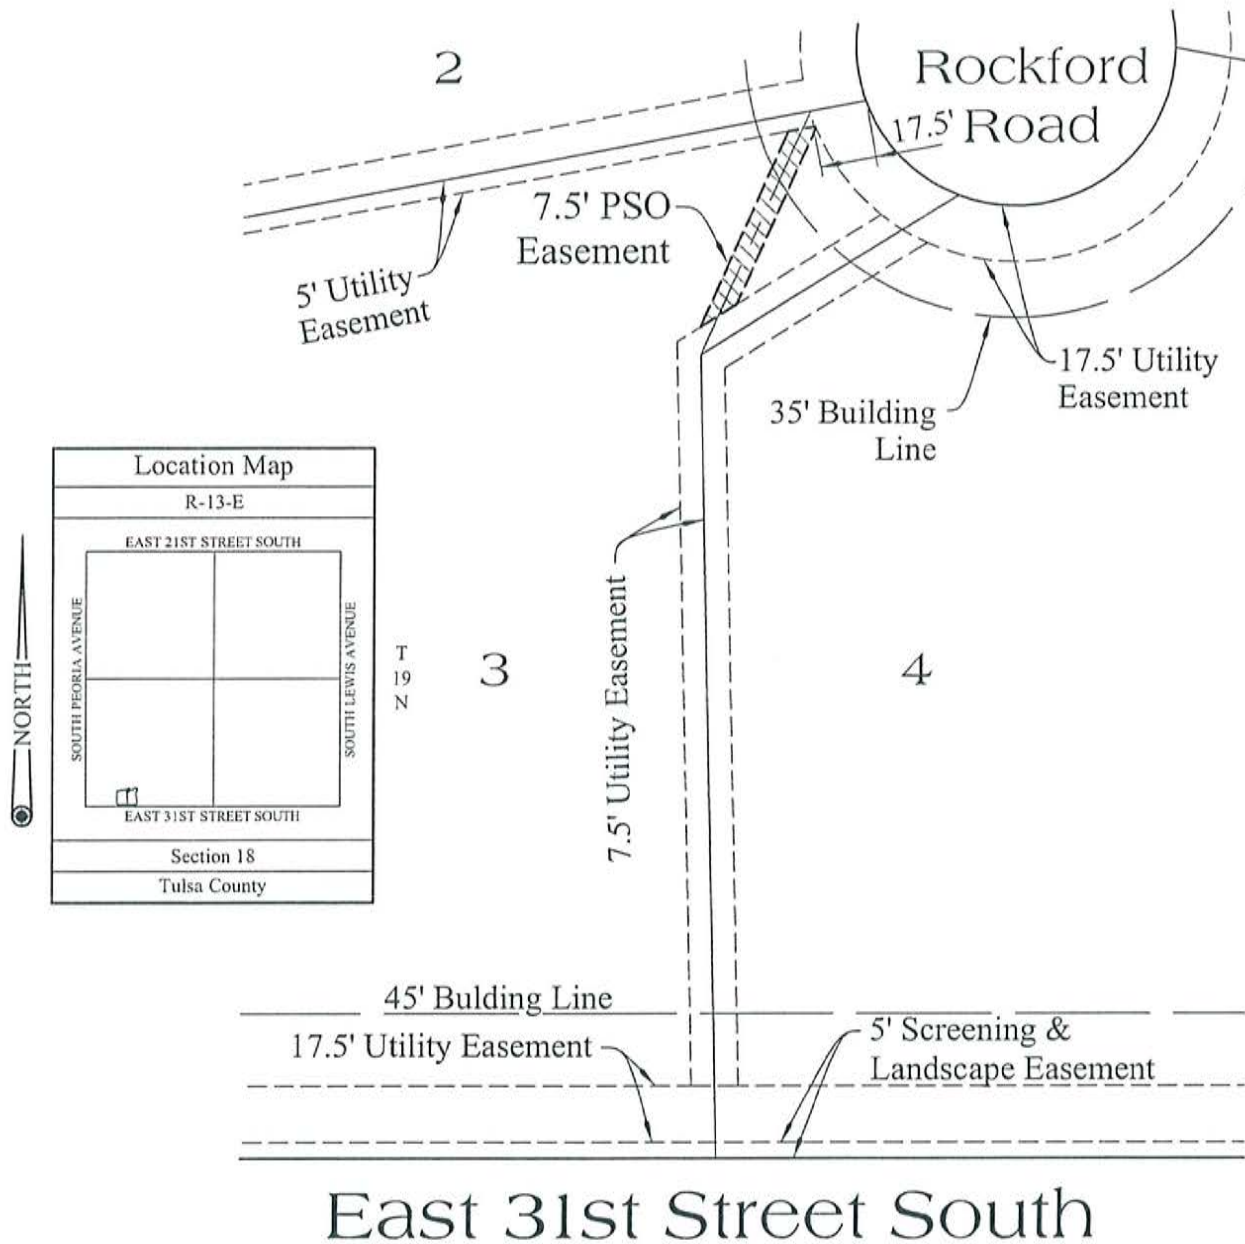 2
Rockford
Road
17.5'
7.5' PSO
Easement
5' Utility
Easement
17.5' Utility
Easement
35' Building
Line
Location Map
R-13-E
EAST 21ST STREET SOUTH
SOUTH PEORIA AVENUE
SOUTH LEWIS AVENUE
EAST 31ST STREET SOUTH
Section 18
Tulsa County
T
19
N
NORTH
3
7.5' Utility Easement
4
45' Bulding Line
17.5' Utility Easement
5' Screening &
Landscape Easement
East 31st Street South